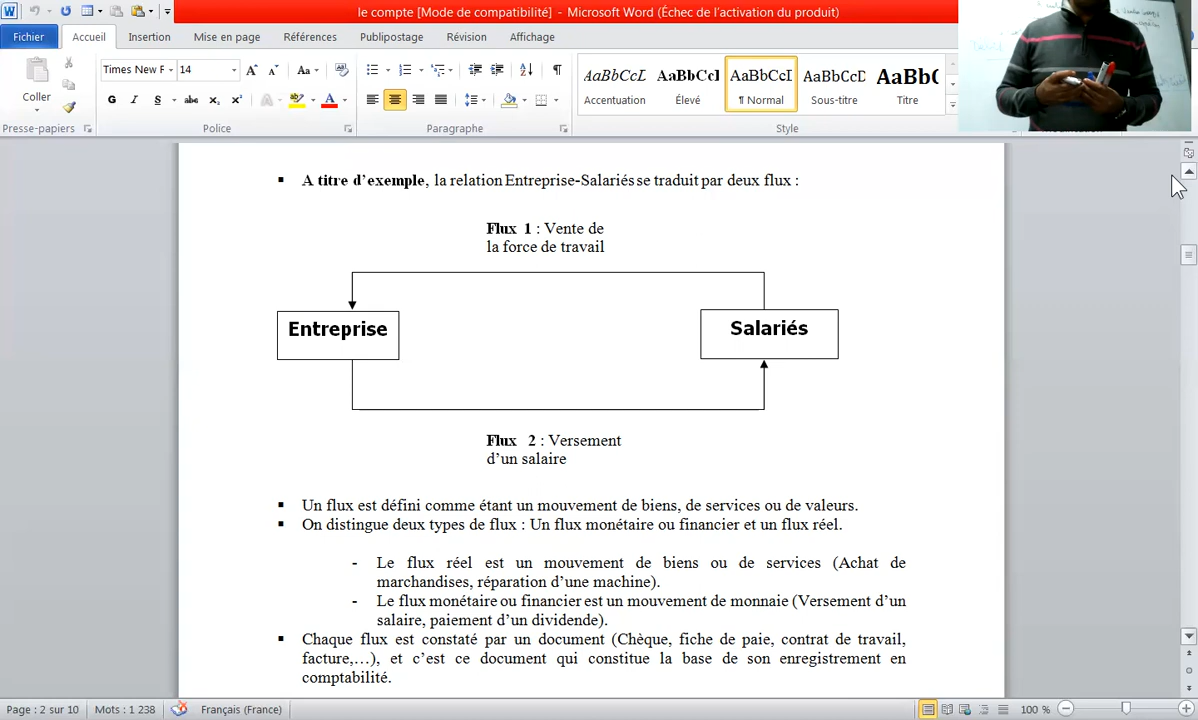 le compte [Mode de compatibilité] - Microsoft Word (Échec de l'activation du produit)
Fichier Accueil Insertion Mise en page Références Publipostage Révision Affichage
Coller
Times New F 14
G I S abc x₂ x²
AaBbCcL AaBbCcI AaBbCcD AaBbCcD AaBbC
Accentuation Élevé ¶ Normal Sous-titre Titre
Presse-papiers Police Paragraphe Style
A titre d'exemple, la relation Entreprise-Salariés se traduit par deux flux :
Flux 1 : Vente de
la force de travail
Entreprise
Salariés
Flux 2 : Versement
d'un salaire
Un flux est défini comme étant un mouvement de biens, de services ou de valeurs.
On distingue deux types de flux : Un flux monétaire ou financier et un flux réel.
- Le flux réel est un mouvement de biens ou de services (Achat de
marchandises, réparation d'une machine).
- Le flux monétaire ou financier est un mouvement de monnaie (Versement d'un
salaire, paiement d'un dividende).
Chaque flux est constaté par un document (Chèque, fiche de paie, contrat de travail,
facture,…), et c'est ce document qui constitue la base de son enregistrement en
comptabilité.
Page : 2 sur 10 Mots : 1 238 Français (France) 100 %